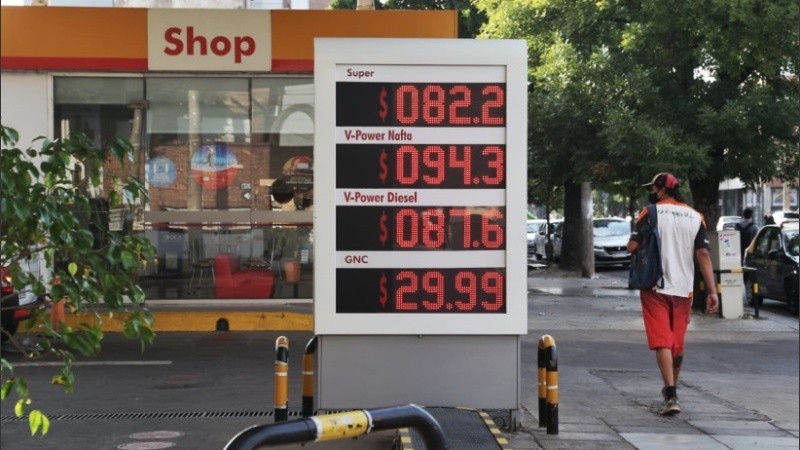 Shop
Super
$ 082.2
V-Power Nafta
$ 094.3
V-Power Diesel
$ 087.6
GNC
$ 29.99